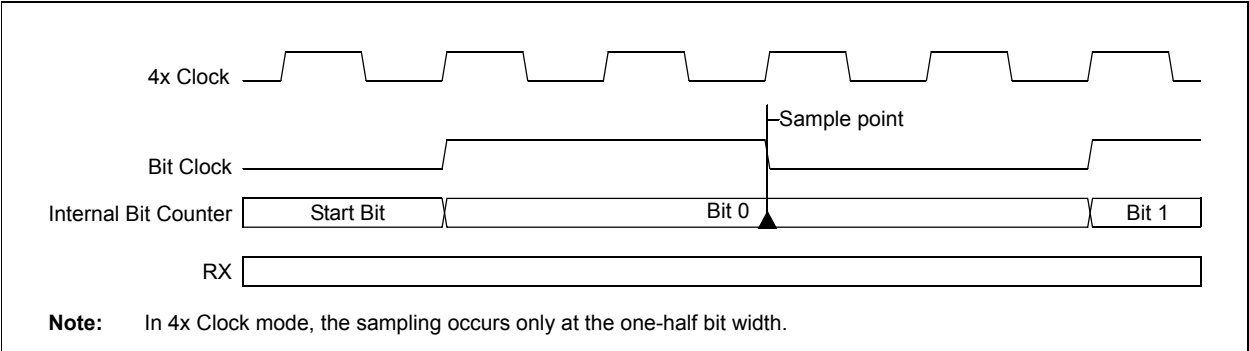 4x Clock
Sample point
Bit Clock
Internal Bit Counter Start Bit Bit 0 Bit 1
RX
Note: In 4x Clock mode, the sampling occurs only at the one-half bit width.